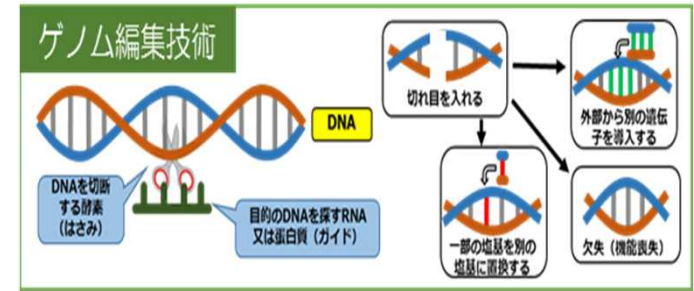 ゲノム編集技術
DNA
DNAを切断
する酵素
(はさみ)
目的のDNAを探すRNA
又は蛋白質(ガイド)
切れ目を入れる
外部から別の遺伝
子を導入する
一部の塩基を別の
塩基に置換する
欠失(機能喪失)